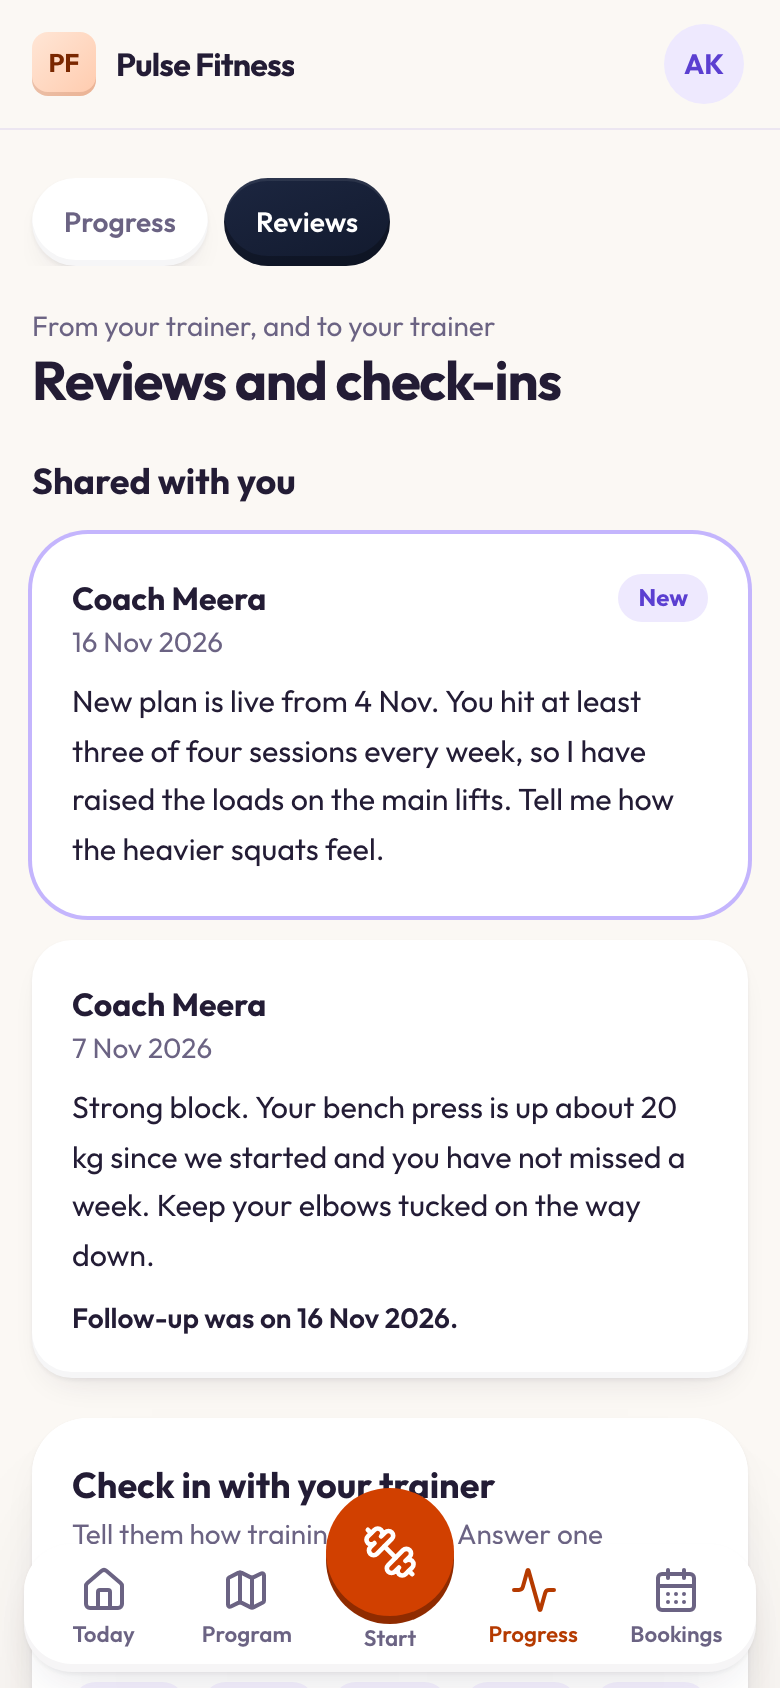 PF
Pulse Fitness
AK
Progress
Reviews
From your trainer, and to your trainer
Reviews and check-ins
Shared with you
Coach Meera
New
16 Nov 2026
New plan is live from 4 Nov. You hit at least
three of four sessions every week, so I have
raised the loads on the main lifts. Tell me how
the heavier squats feel.
Coach Meera
7 Nov 2026
Strong block. Your bench press is up about 20
kg since we started and you have not missed a
week. Keep your elbows tucked on the way
down.
Follow-up was on 16 Nov 2026.
Check in with your trainer
Tell them how Answer one
Today
Program
Start
Progress
Bookings